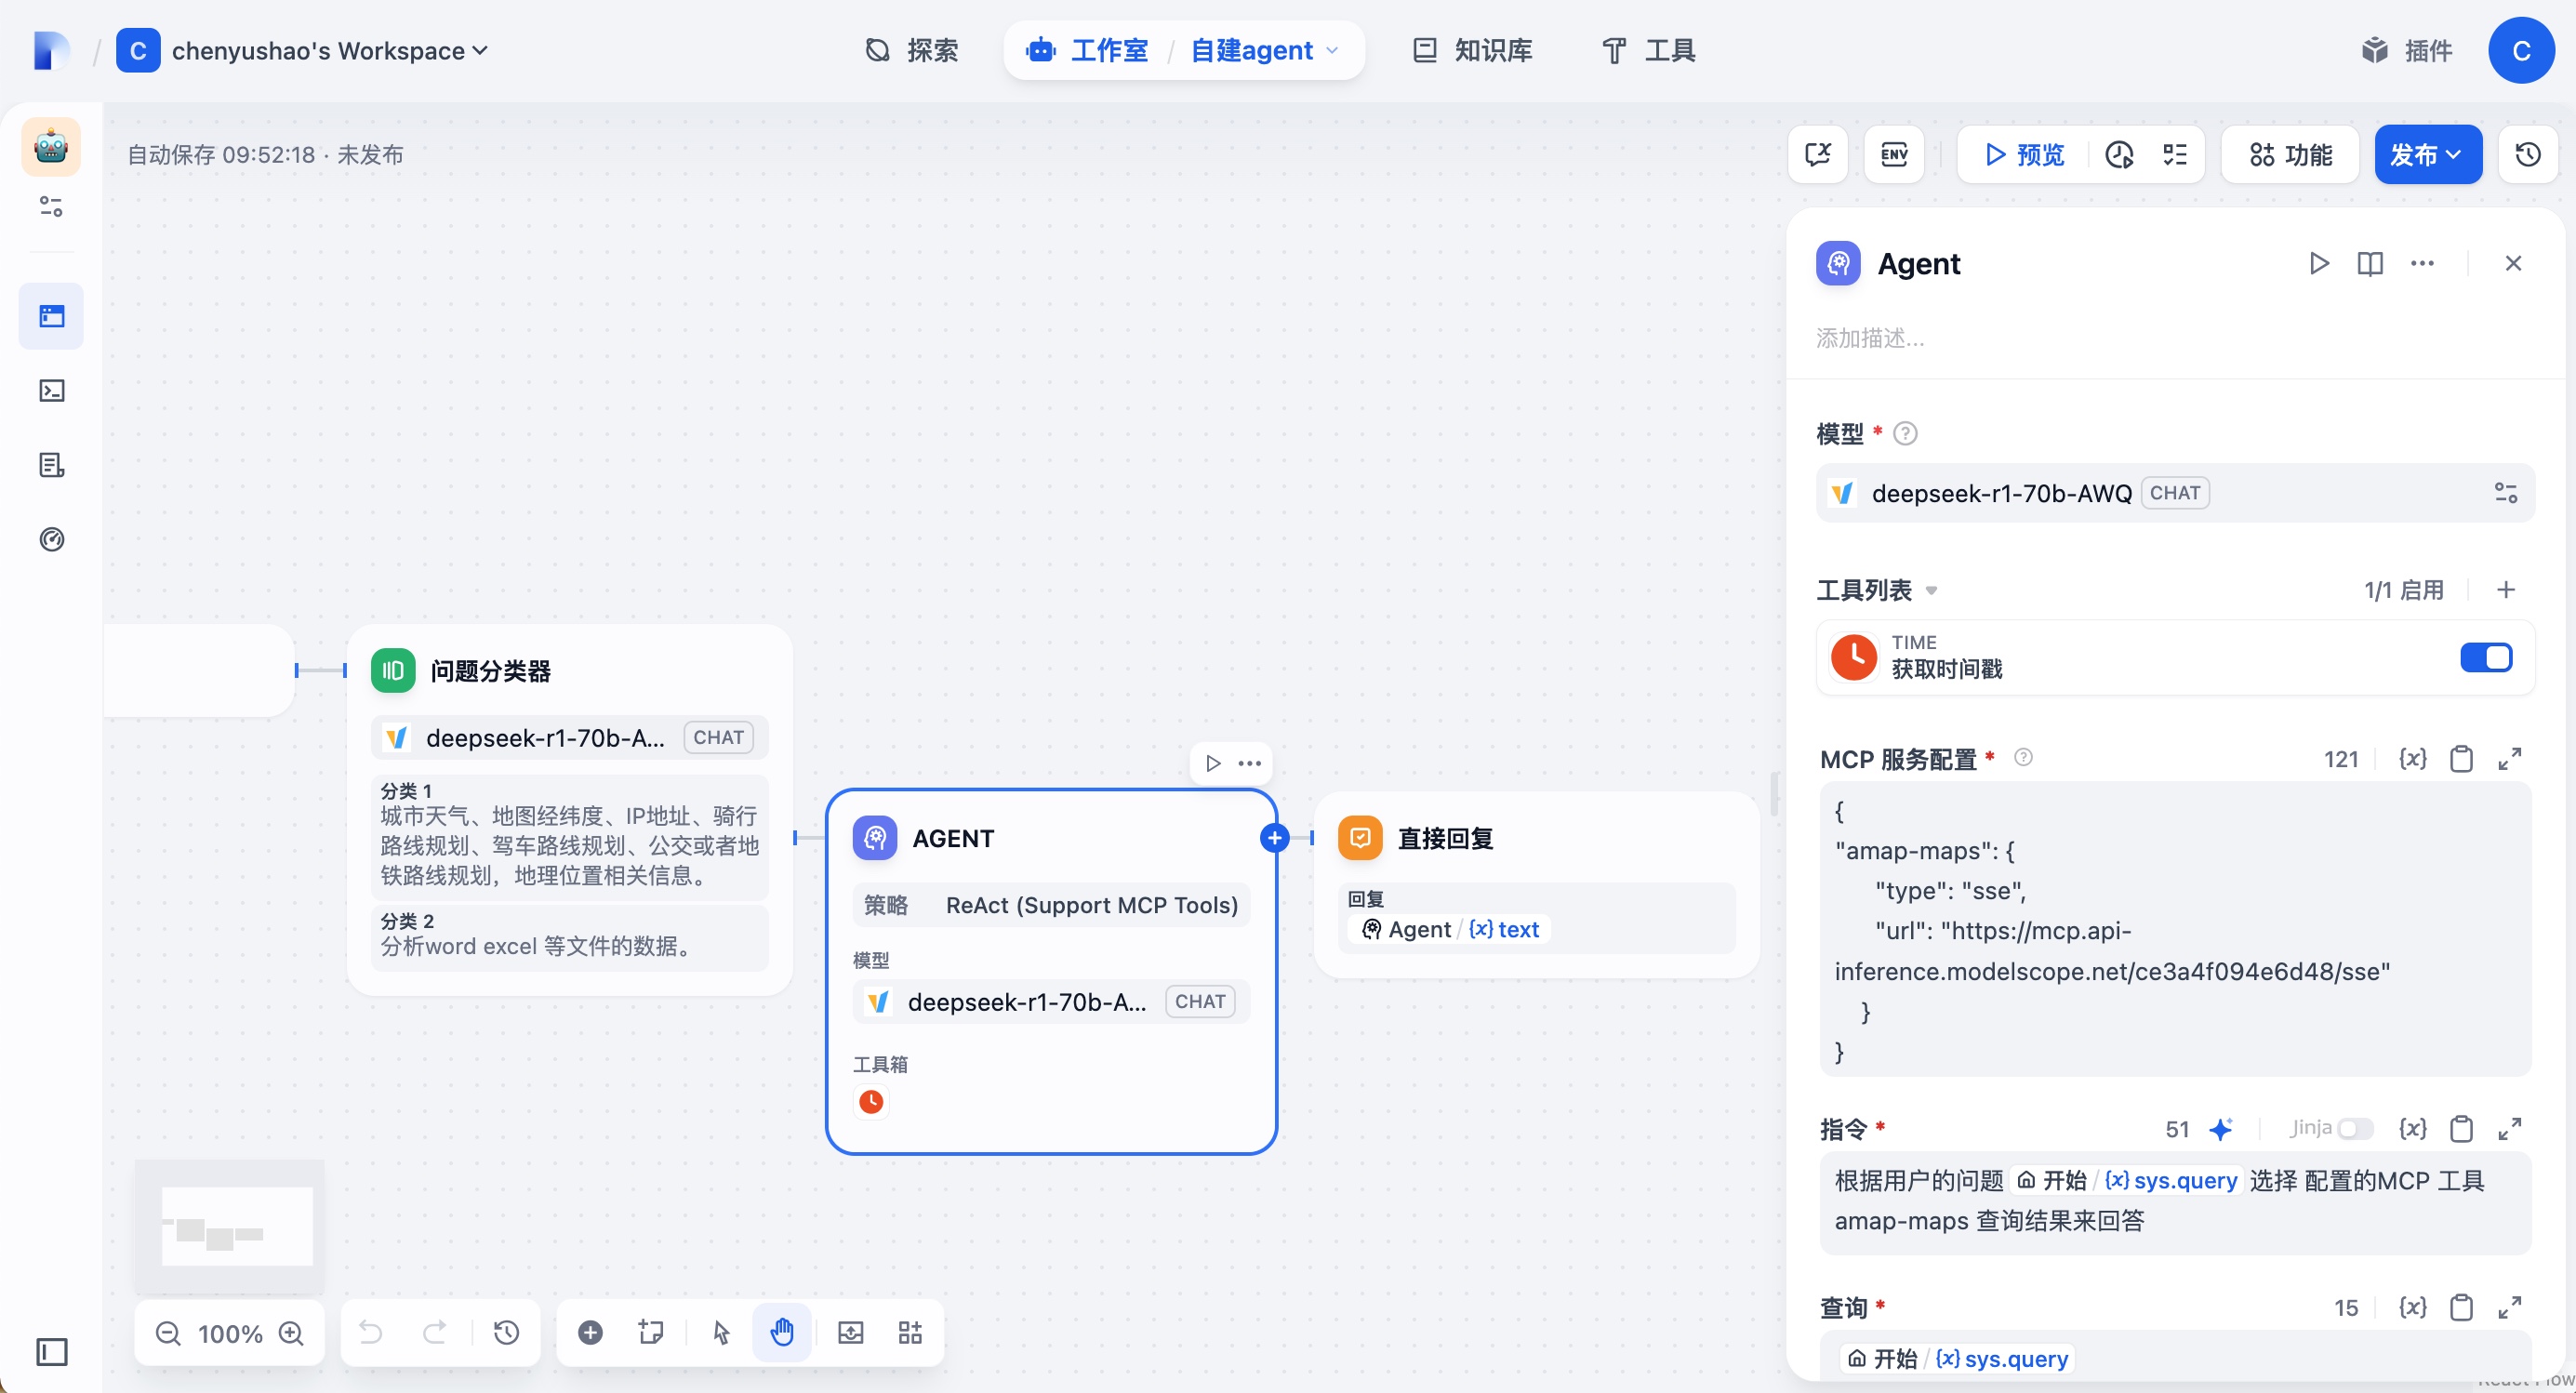 / C chenyushao's Workspace
探索
工作室 / 自建agent
知识库
工具
插件
C
自动保存 09:52:18 · 未发布
ENV
预览
功能
发布
Agent
添加描述...
模型 *
deepseek-r1-70b-AWQ CHAT
工具列表
1/1 启用
TIME
获取时间戳
MCP 服务配置 *
121 {x}
{
"amap-maps": {
"type": "sse",
"url": "https://mcp.api-
inference.modelscope.net/ce3a4f094e6d48/sse"
}
}
指令 *
51 Jinja {x}
根据用户的问题 开始 / {x} sys.query 选择 配置的MCP 工具
amap-maps 查询结果来回答
查询 *
15 {x}
开始 / {x} sys.query
问题分类器
deepseek-r1-70b-A... CHAT
分类 1
城市天气、地图经纬度、IP地址、骑行
路线规划、驾车路线规划、公交或者地
铁路线规划，地理位置相关信息。
分类 2
分析word excel 等文件的数据。
AGENT
策略 ReAct (Support MCP Tools)
模型
deepseek-r1-70b-A... CHAT
工具箱
直接回复
回复
Agent / {x} text
100%